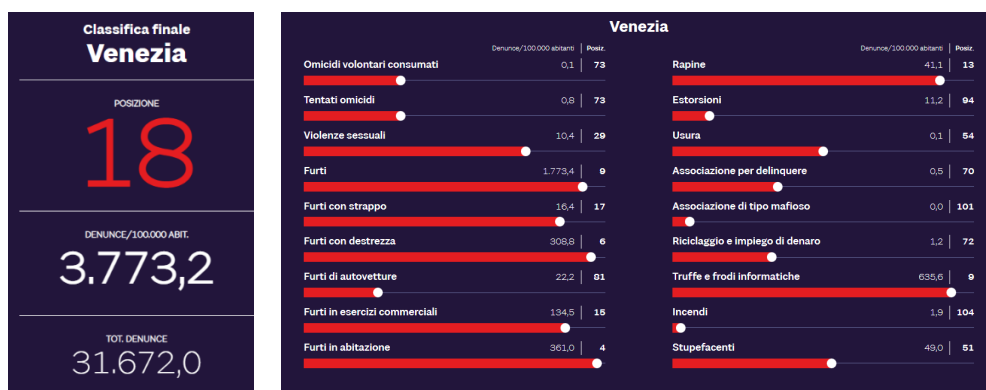 Classifica finale
Venezia
POSIZIONE
18
DENUNCE/100.000 ABIT.
3.773,2
TOT. DENUNCE
31.672,0
Venezia
Denunce/100.000 abitanti Posiz.
Omicidi volontari consumati 0,1 73
Tentati omicidi 0,8 73
Violenze sessuali 10,4 29
Furti 1.773,4 9
Furti con strappo 16,4 17
Furti con destrezza 308,8 6
Furti di autovetture 22,2 81
Furti in esercizi commerciali 134,5 15
Furti in abitazione 361,0 4
Denunce/100.000 abitanti Posiz.
Rapine 41,1 13
Estorsioni 11,2 94
Usura 0,1 54
Associazione per delinquere 0,5 70
Associazione di tipo mafioso 0,0 101
Riciclaggio e impiego di denaro 1,2 72
Truffe e frodi informatiche 635,6 9
Incendi 1,9 104
Stupefacenti 49,0 51